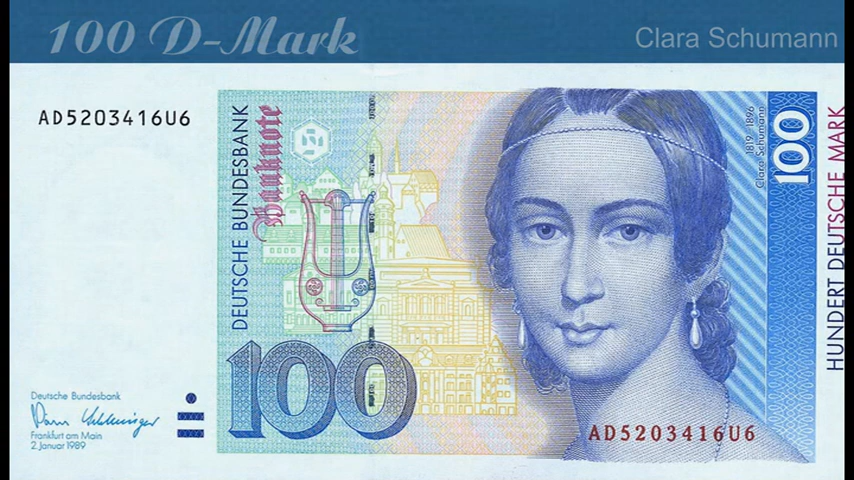 100 D-Mark
Clara Schumann
AD5203416U6
DEUTSCHE BUNDESBANK
Banknote
1819 1896
Clara Schumann
100
HUNDERT DEUTSCHE MARK
100
Deutsche Bundesbank
Frankfurt am Main
2. Januar 1989
AD5203416U6